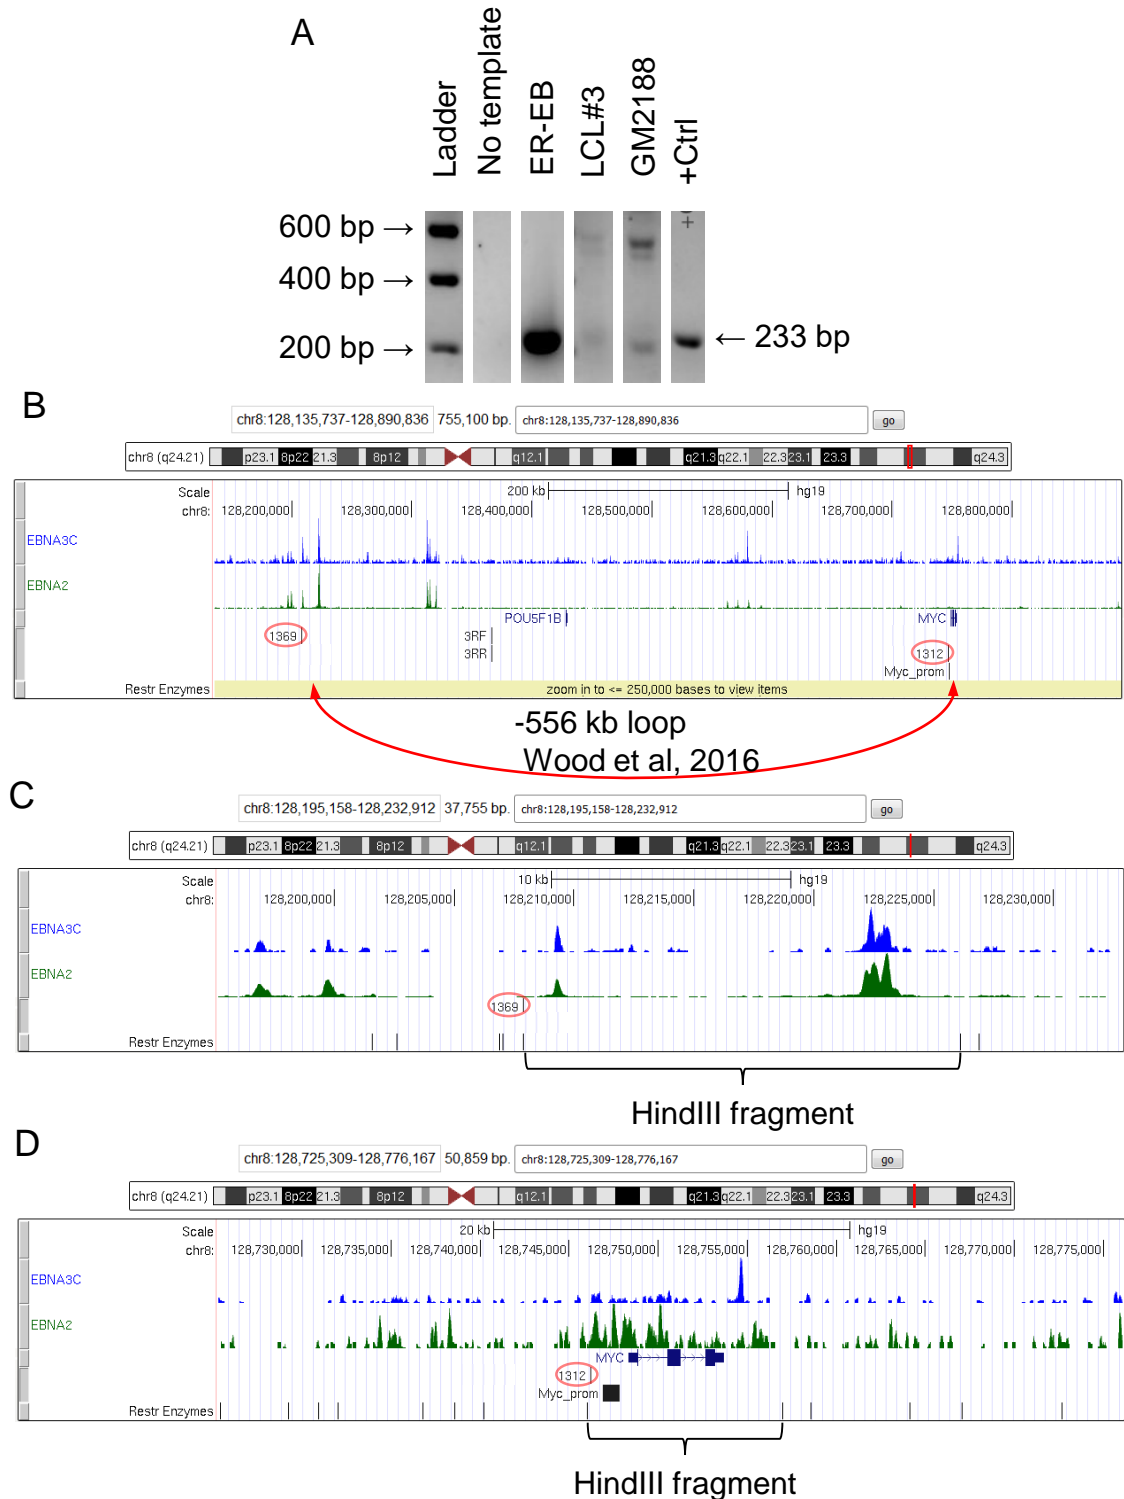 A
Ladder
No template
ER-EB
LCL#3
GM2188
+Ctrl
+
600 bp →
400 bp →
200 bp →
← 233 bp
B
chr8:128,135,737-128,890,836 755,100 bp. chr8:128,135,737-128,890,836 go
chr8 (q24.21) p23.1 8p22 21.3 8p12 q12.1 q21.3 q22.1 22.3 23.1 23.3 q24.3
Scale 200 kb hg19
chr8: 128,200,000 128,300,000 128,400,000 128,500,000 128,600,000 128,700,000 128,800,000
EBNA3C
EBNA2
POU5F1B MYC
1369 3RF
3RR 1312
Myc_prom
Restr Enzymes zoom in to <= 250,000 bases to view items
-556 kb loop
Wood et al, 2016
C
chr8:128,195,158-128,232,912 37,755 bp. chr8:128,195,158-128,232,912 go
chr8 (q24.21) p23.1 8p22 21.3 8p12 q12.1 q21.3 q22.1 22.3 23.1 23.3 q24.3
Scale 10 kb hg19
chr8: 128,200,000 128,205,000 128,210,000 128,215,000 128,220,000 128,225,000 128,230,000
EBNA3C
EBNA2
1369
Restr Enzymes
HindIII fragment
D
chr8:128,725,309-128,776,167 50,859 bp. chr8:128,725,309-128,776,167 go
chr8 (q24.21) p23.1 8p22 21.3 8p12 q12.1 q21.3 q22.1 22.3 23.1 23.3 q24.3
Scale 20 kb hg19
chr8: 128,730,000 128,735,000 128,740,000 128,745,000 128,750,000 128,755,000 128,760,000 128,765,000 128,770,000 128,775,000
EBNA3C
EBNA2
MYC
1312
Myc_prom
Restr Enzymes
HindIII fragment